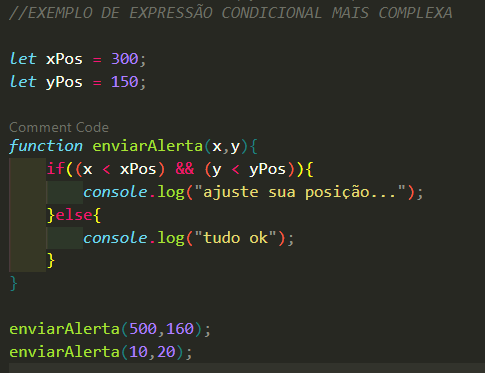 //EXEMPLO DE EXPRESSÃO CONDICIONAL MAIS COMPLEXA
let xPos = 300;
let yPos = 150;
Comment Code
function enviarAlerta(x,y){
if((x < xPos) && (y < yPos)){
console.log("ajuste sua posição...");
}else{
console.log("tudo ok");
}
}
enviarAlerta(500,160);
enviarAlerta(10,20);